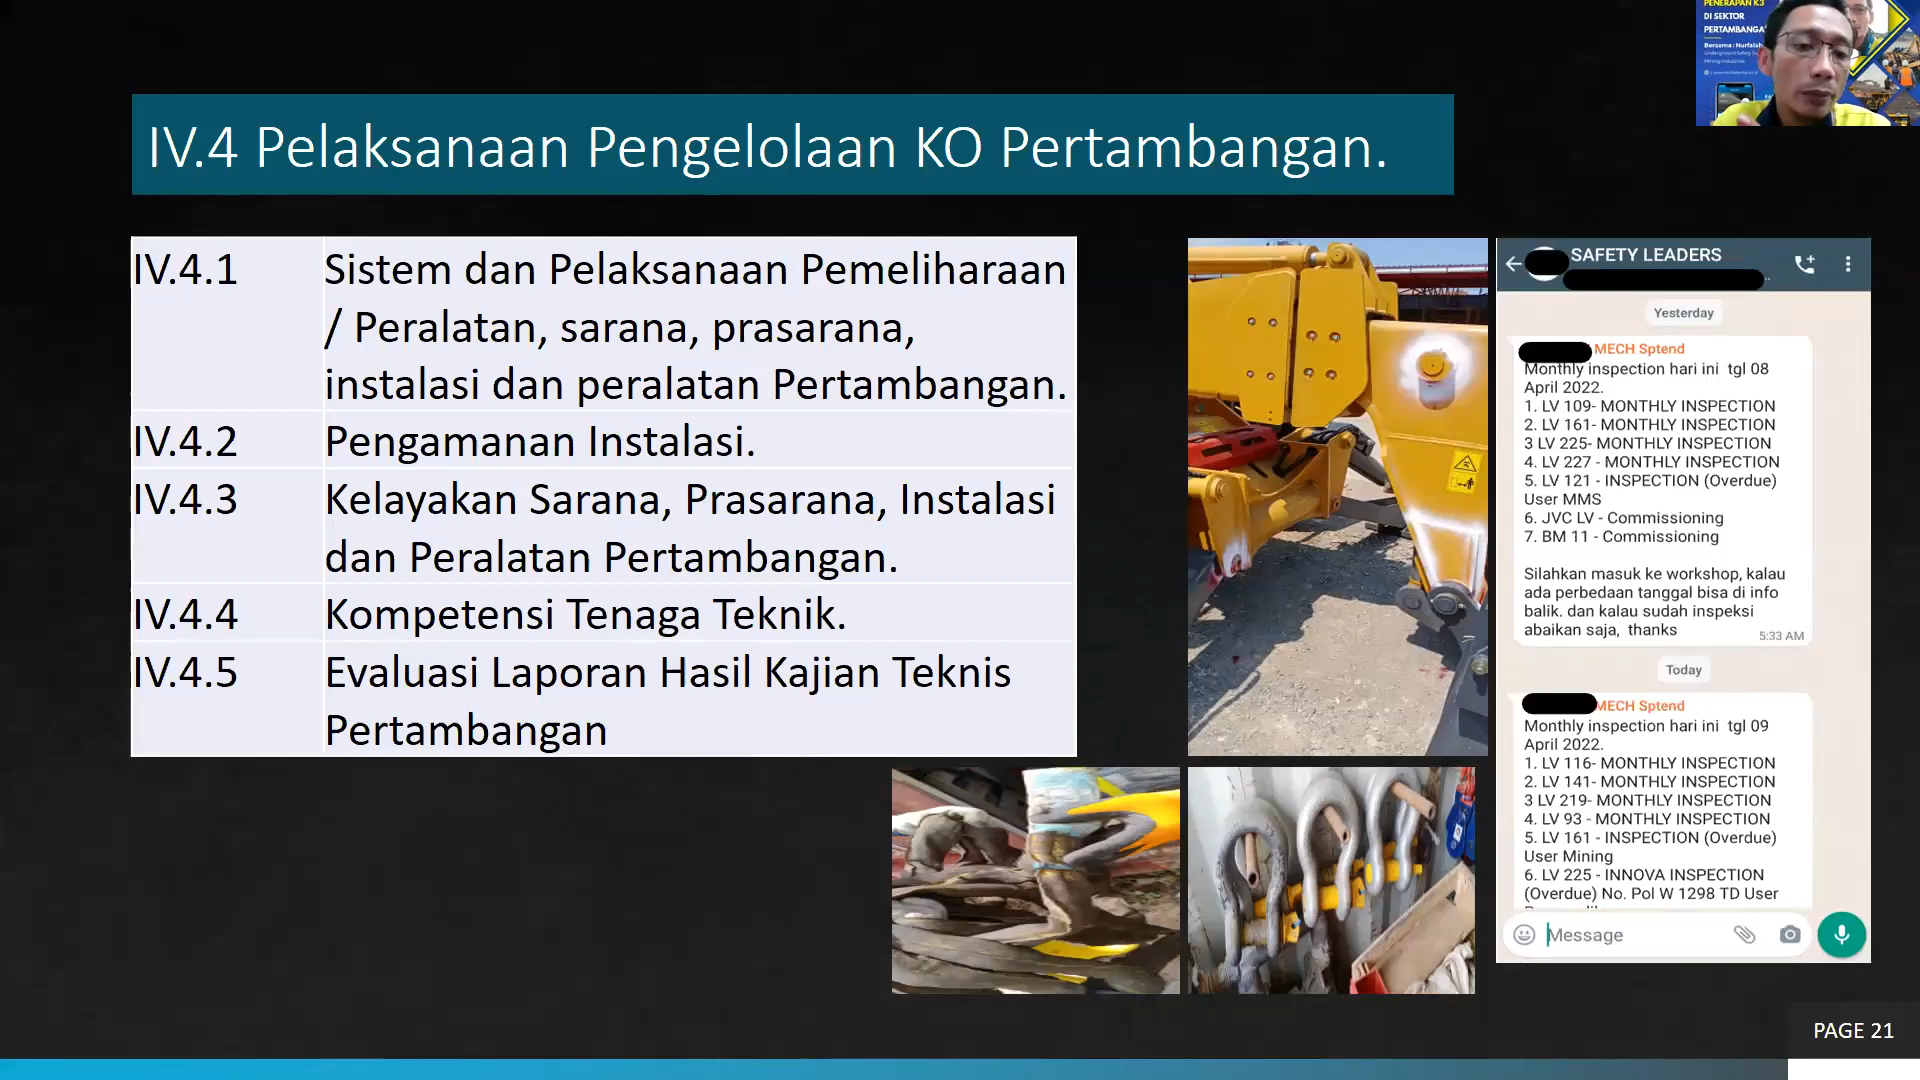 PENERAPAN K3
DI SEKTOR
PERTAMBANGA
Bersama : Nurfalah
IV.4 Pelaksanaan Pengelolaan KO Pertambangan.
IV.4.1 Sistem dan Pelaksanaan Pemeliharaan
/ Peralatan, sarana, prasarana,
instalasi dan peralatan Pertambangan.
IV.4.2 Pengamanan Instalasi.
IV.4.3 Kelayakan Sarana, Prasarana, Instalasi
dan Peralatan Pertambangan.
IV.4.4 Kompetensi Tenaga Teknik.
IV.4.5 Evaluasi Laporan Hasil Kajian Teknis
Pertambangan
SAFETY LEADERS
Yesterday
MECH Sptend
Monthly inspection hari ini tgl 08
April 2022.
1. LV 109- MONTHLY INSPECTION
2. LV 161- MONTHLY INSPECTION
3 LV 225- MONTHLY INSPECTION
4. LV 227 - MONTHLY INSPECTION
5. LV 121 - INSPECTION (Overdue)
User MMS
6. JVC LV - Commissioning
7. BM 11 - Commissioning
Silahkan masuk ke workshop, kalau
ada perbedaan tanggal bisa di info
balik. dan kalau sudah inspeksi
abaikan saja, thanks
5:33 AM
Today
MECH Sptend
Monthly inspection hari ini tgl 09
April 2022.
1. LV 116- MONTHLY INSPECTION
2. LV 141- MONTHLY INSPECTION
3 LV 219- MONTHLY INSPECTION
4. LV 93 - MONTHLY INSPECTION
5. LV 161 - INSPECTION (Overdue)
User Mining
6. LV 225 - INNOVA INSPECTION
(Overdue) No. Pol W 1298 TD User
Message
PAGE 21